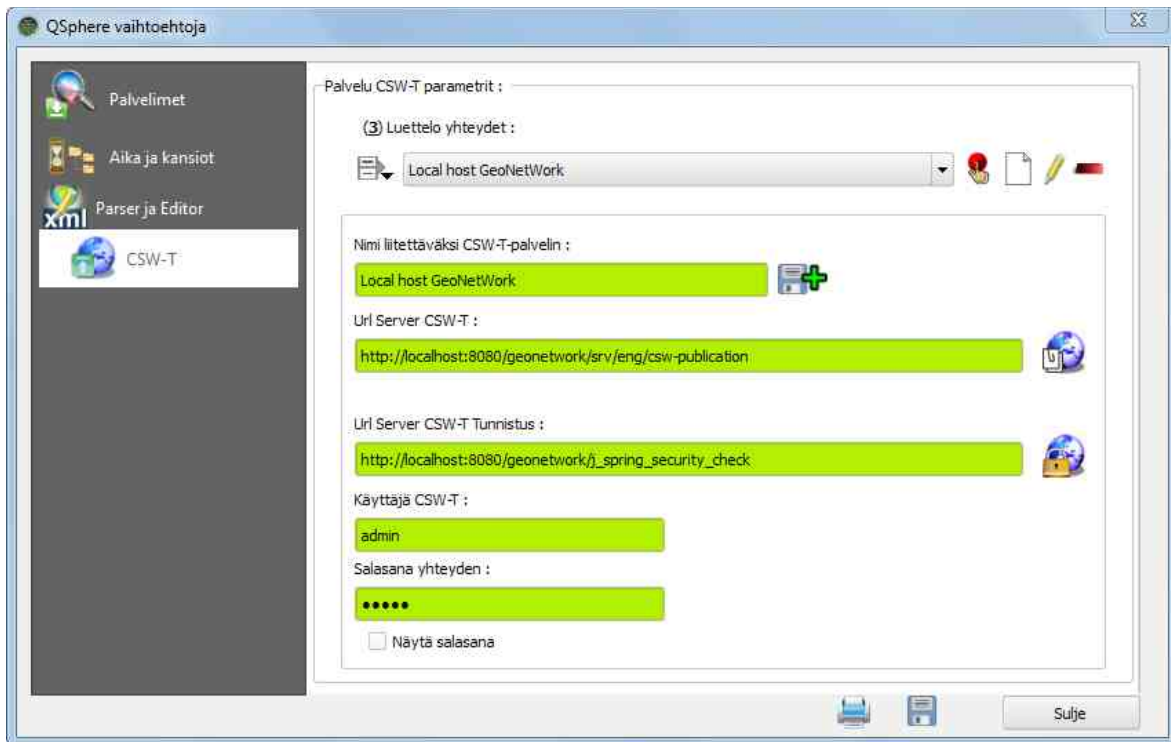 QSphere vaihtoehtoja
Palvelimet
Aika ja kansiot
xml Parser ja Editor
CSW-T
Palvelu CSW-T parametrit :
(3) Luettelo yhteydet :
Local host GeoNetWork
Nimi liitettäväksi CSW-T-palvelin :
Local host GeoNetWork
Url Server CSW-T :
http://localhost:8080/geonetwork/srv/eng/csw-publication
Url Server CSW-T Tunnistus :
http://localhost:8080/geonetwork/j_spring_security_check
Käyttäjä CSW-T :
admin
Salasana yhteyden :
•••••
Näytä salasana
Sulje